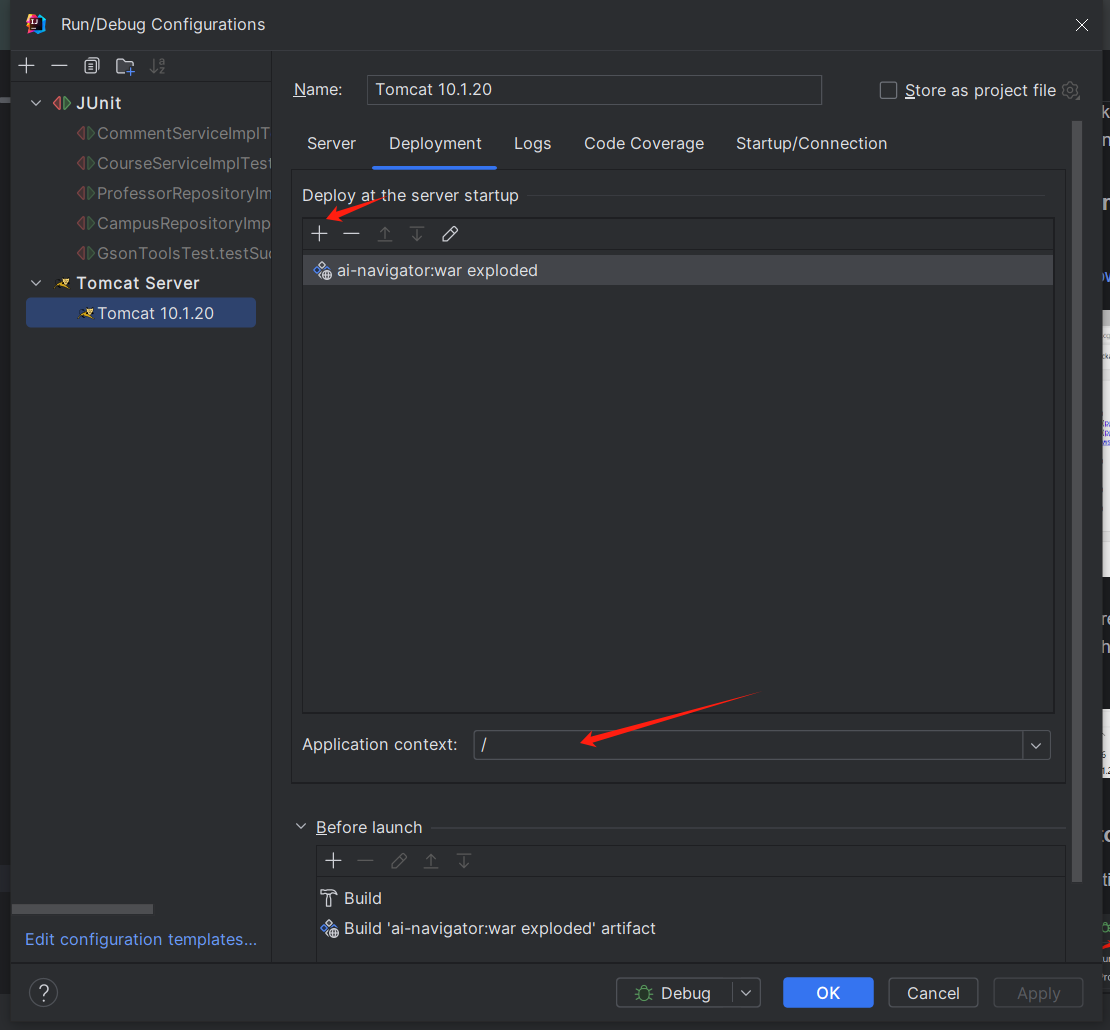 Run/Debug Configurations
Name:
Tomcat 10.1.20
Store as project file
JUnit
CommentServiceImplT
CourseServiceImplTest
ProfessorRepositoryIm
CampusRepositoryImp
GsonToolsTest.testSuc
Tomcat Server
Tomcat 10.1.20
Server
Deployment
Logs
Code Coverage
Startup/Connection
Deploy at the server startup
ai-navigator:war exploded
Application context:
/
Before launch
Build
Build 'ai-navigator:war exploded' artifact
Edit configuration templates...
?
Debug
OK
Cancel
Apply